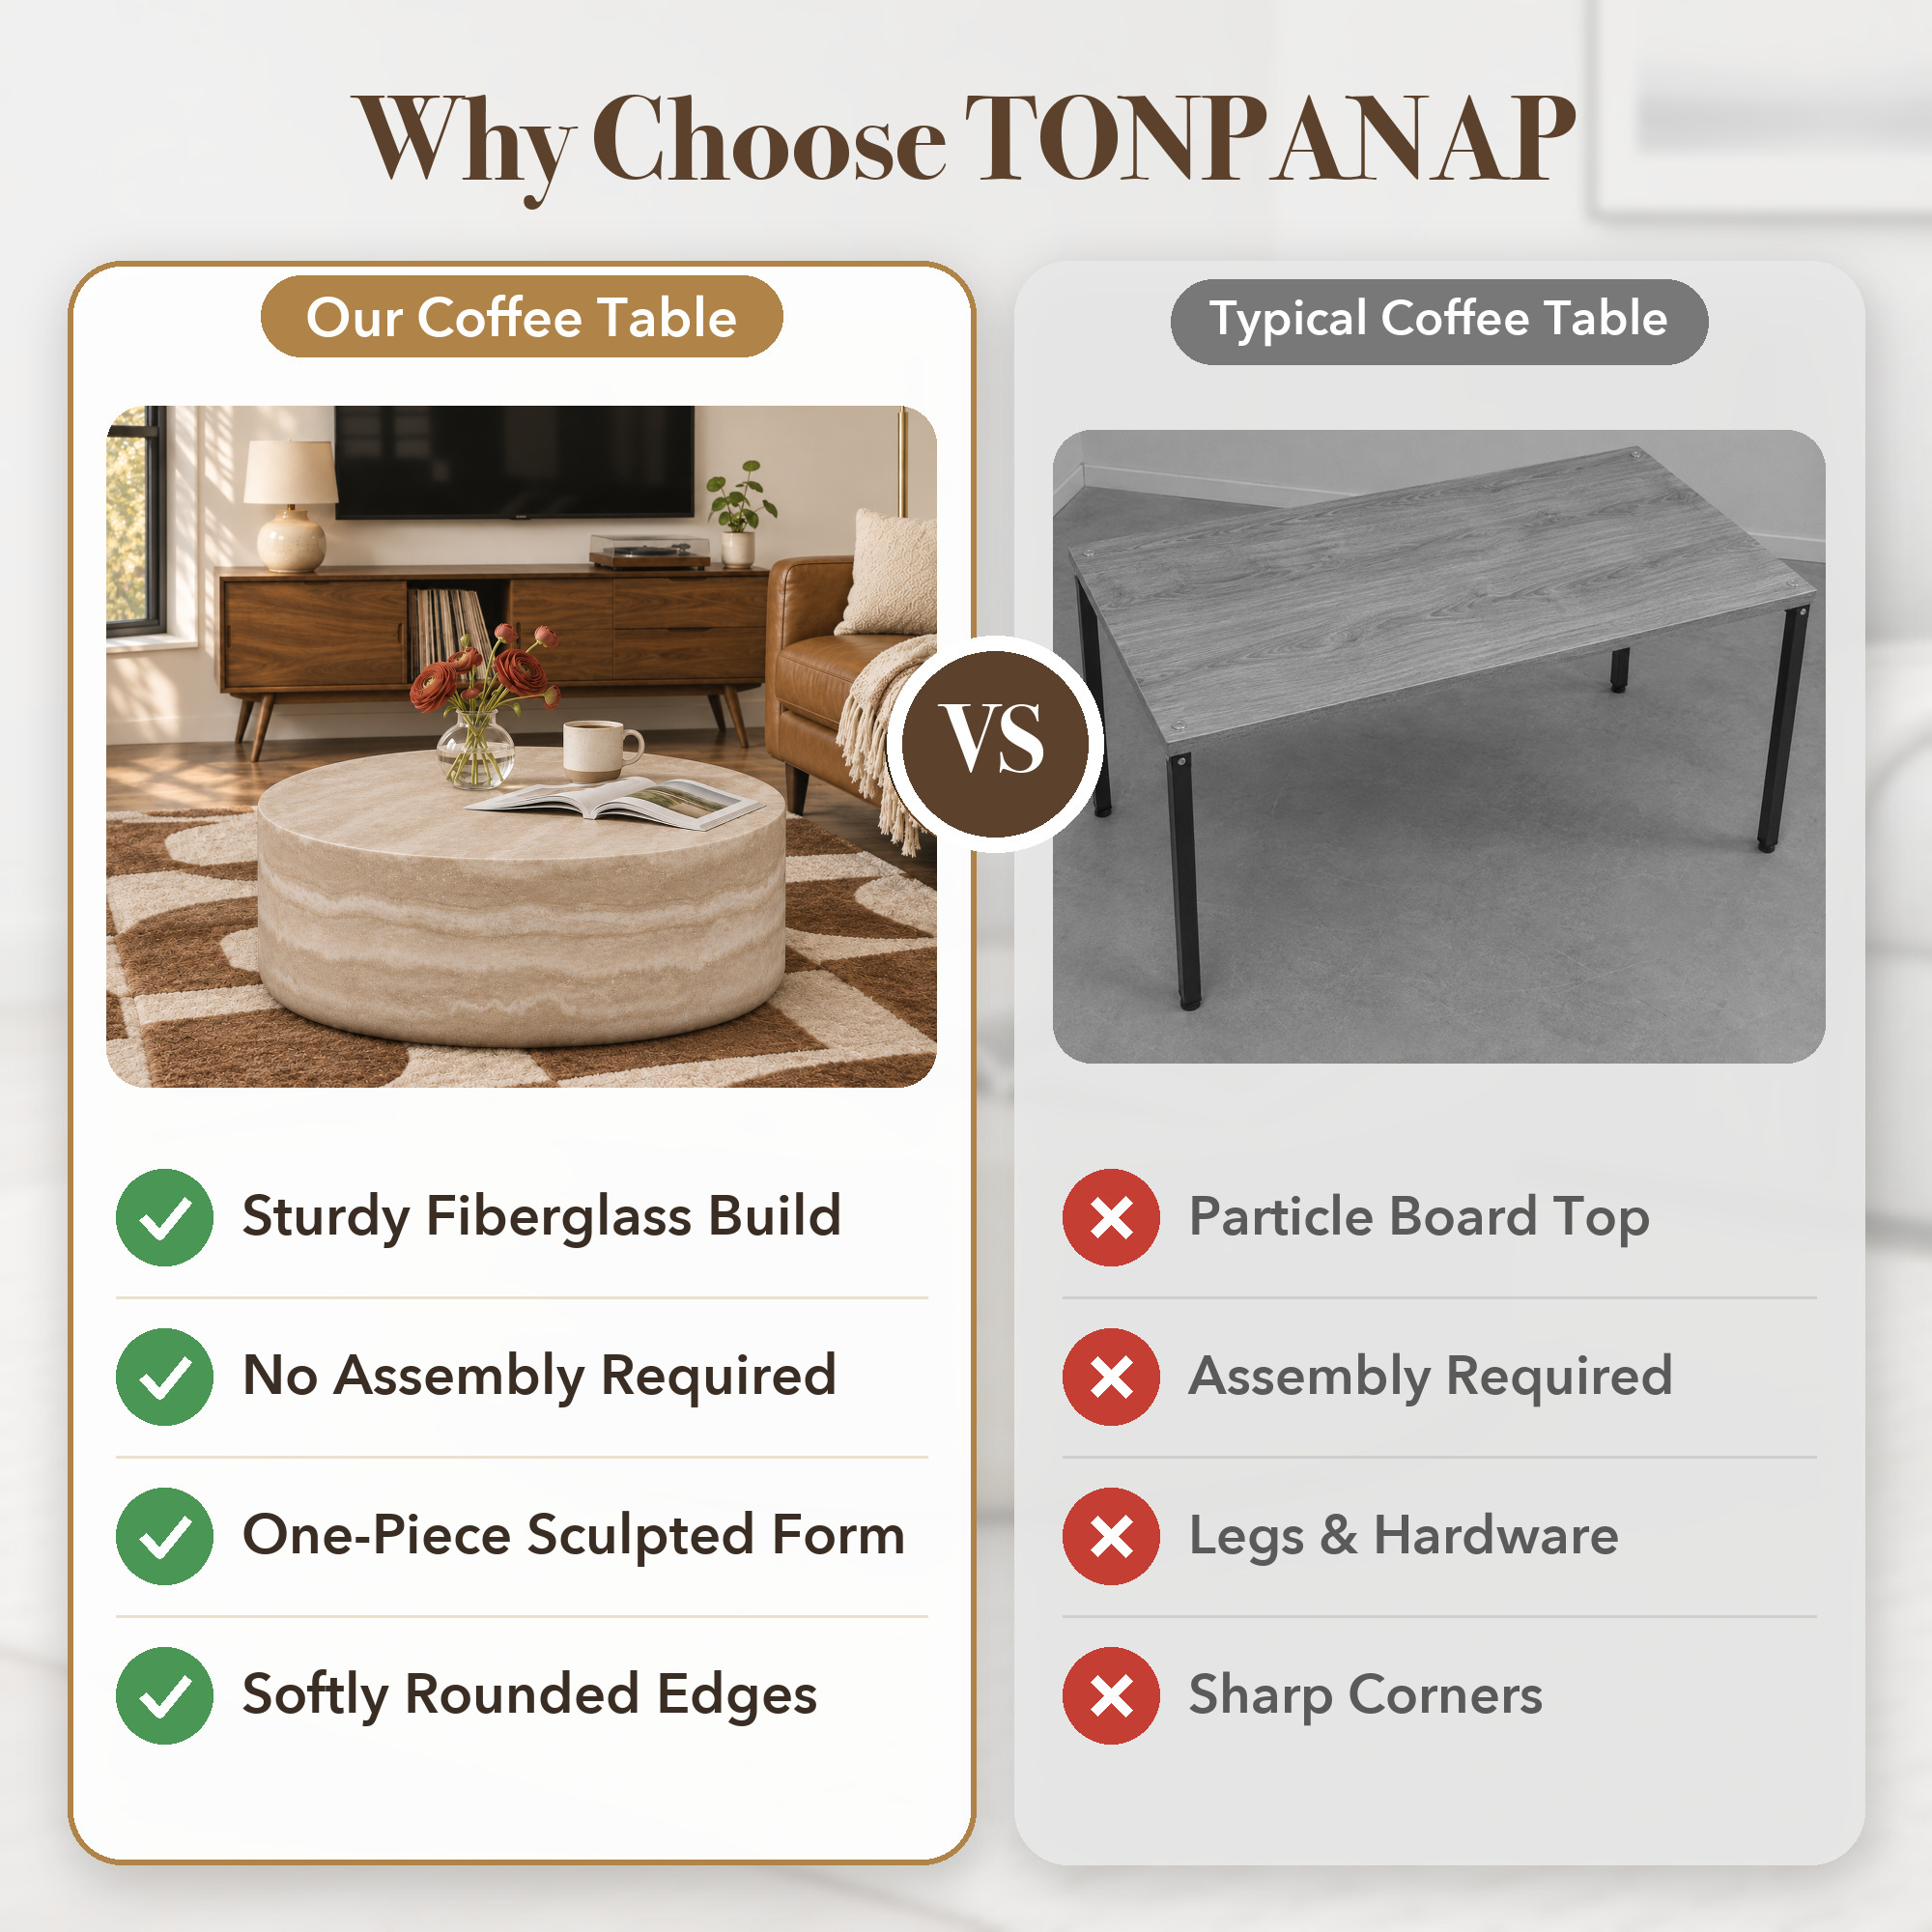 Why Choose TONPANAP
Our Coffee Table
Typical Coffee Table
VS
Sturdy Fiberglass Build
Particle Board Top
No Assembly Required
Assembly Required
One-Piece Sculpted Form
Legs & Hardware
Softly Rounded Edges
Sharp Corners